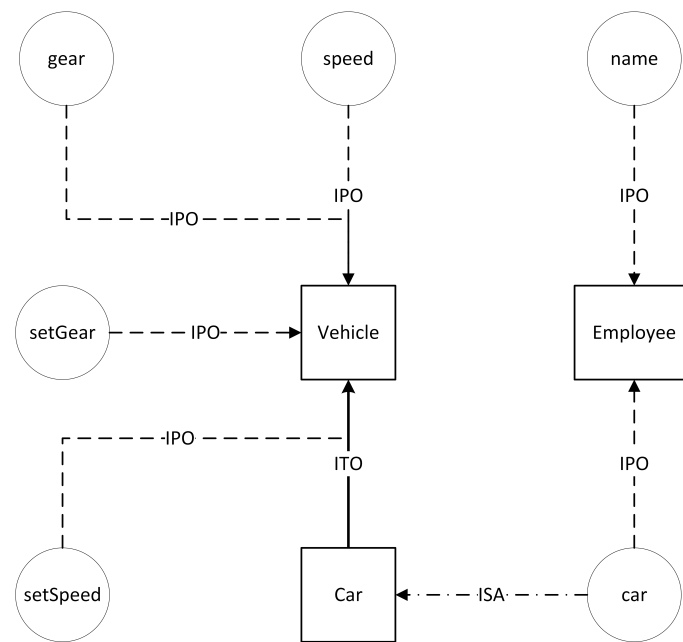 gear
speed
name
IPO
IPO
IPO
setGear
IPO
Vehicle
Employee
IPO
ITO
IPO
setSpeed
Car
ISA
car